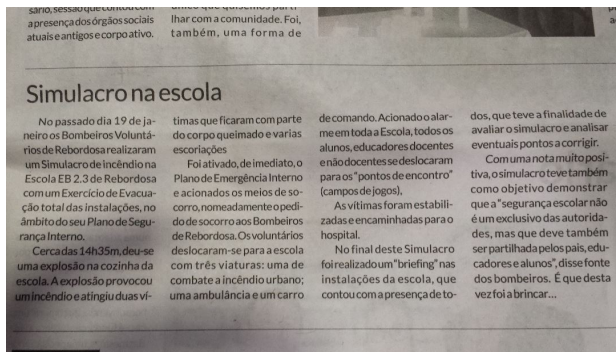 a presença dos órgãos sociais
atuais e antigos e corpo ativo.
lhar com a comunidade. Foi,
também, uma forma de
Simulacro na escola
No passado dia 19 de ja-
neiro os Bombeiros Voluntá-
rios de Rebordosa realizaram
um Simulacro de incêndio na
Escola EB 2.3 de Rebordosa
com um Exercício de Evacua-
ção total das instalações, no
âmbito do seu Plano de Segu-
rança Interno.
Cerca das 14h35m, deu-se
uma explosão na cozinha da
escola. A explosão provocou
um incêndio e atingiu duas ví-
timas que ficaram com parte
do corpo queimado e varias
escoriações
Foi ativado, de imediato, o
Plano de Emergência Interno
e acionados os meios de so-
corro, nomeadamente o pedi-
do de socorro aos Bombeiros
de Rebordosa. Os voluntários
deslocaram-se para a escola
com três viaturas: uma de
combate a incêndio urbano;
uma ambulância e um carro
de comando. Acionado o alar-
me em toda a Escola, todos os
alunos, educadores docentes
e não docentes se deslocaram
para os "pontos de encontro"
(campos de jogos),
As vítimas foram estabili-
zadas e encaminhadas para o
hospital.
No final deste Simulacro
foi realizado um "briefing" nas
instalações da escola, que
contou com a presença de to-
dos, que teve a finalidade de
avaliar o simulacro e analisar
eventuais pontos a corrigir.
Com uma nota muito posi-
tiva, o simulacro teve também
como objetivo demonstrar
que a "segurança escolar não
é um exclusivo das autorida-
des, mas que deve também
ser partilhada pelos pais, edu-
cadores e alunos", disse fonte
dos bombeiros. É que desta
vez foi a brincar...